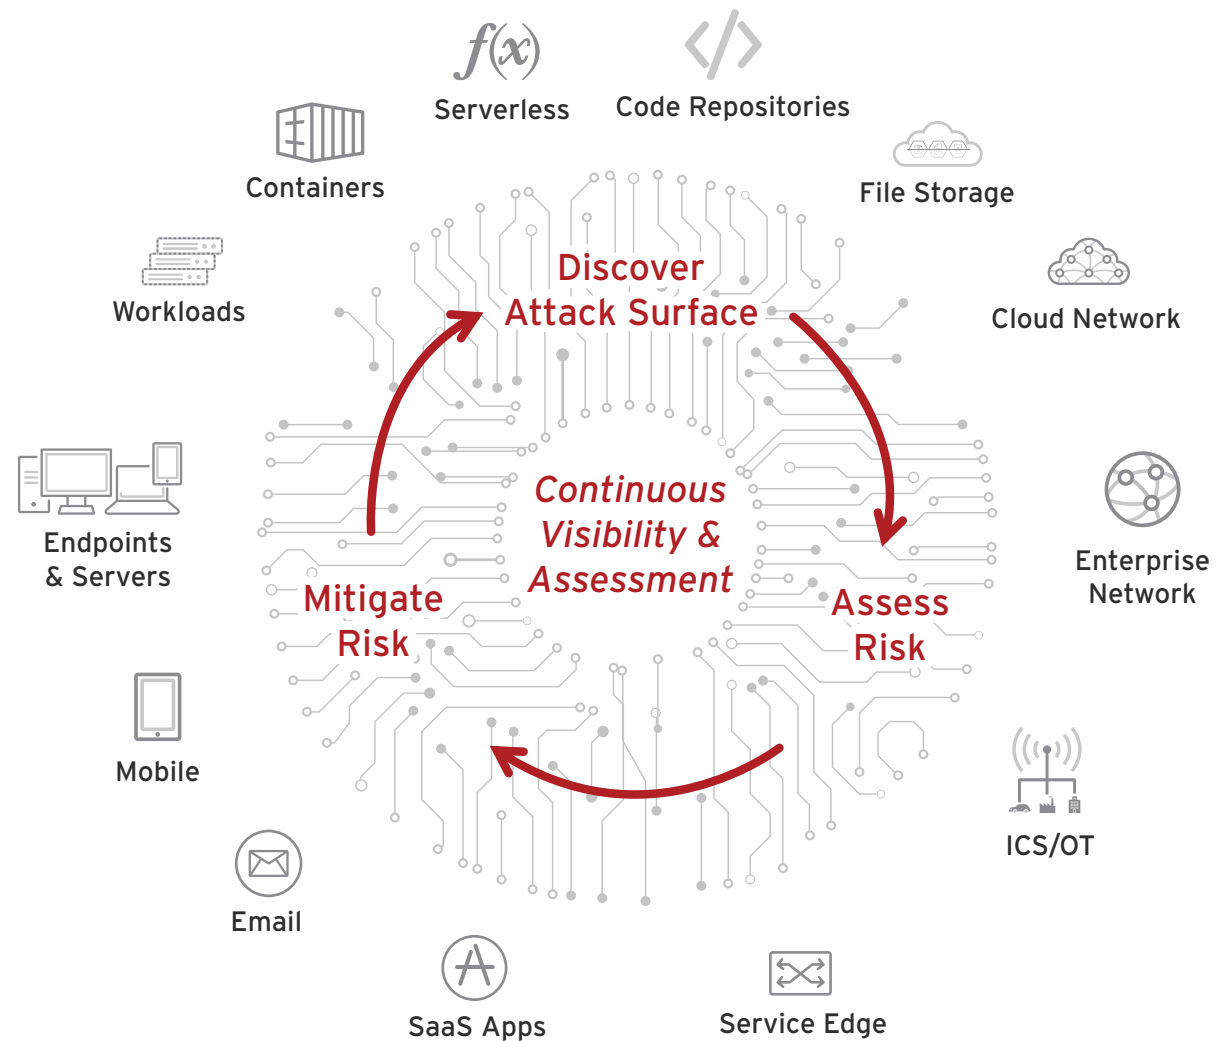 f(x)
</>
Serverless
Code Repositories
Containers
File Storage
Workloads
Cloud Network
Discover
Attack Surface
Endpoints
& Servers
Continuous
Visibility &
Assessment
Enterprise
Network
Mitigate
Risk
Assess
Risk
Mobile
ICS/OT
Email
SaaS Apps
Service Edge